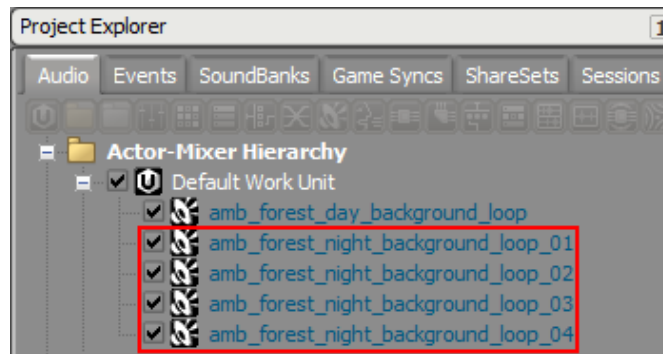 Project Explorer 1
Audio Events SoundBanks Game Syncs ShareSets Sessions
Actor-Mixer Hierarchy
Default Work Unit
amb_forest_day_background_loop
amb_forest_night_background_loop_01
amb_forest_night_background_loop_02
amb_forest_night_background_loop_03
amb_forest_night_background_loop_04